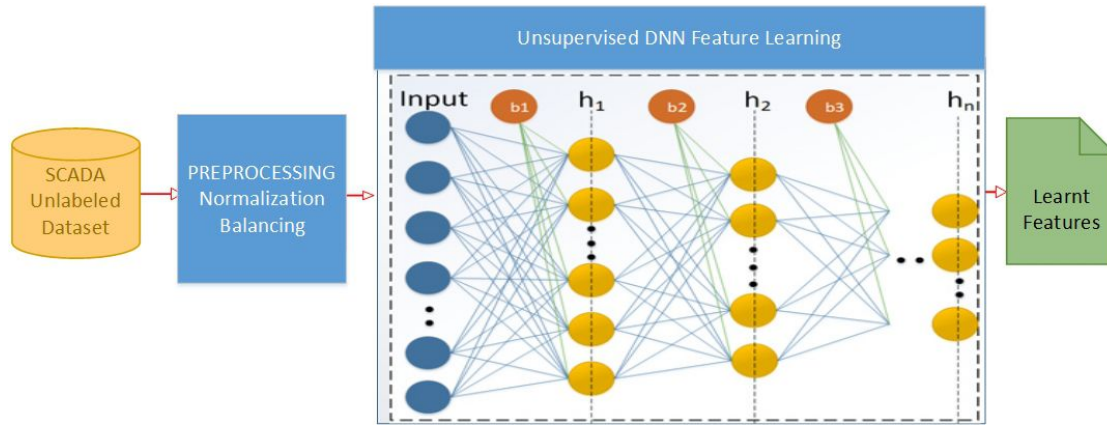 Unsupervised DNN Feature Learning
SCADA
Unlabeled
Dataset
PREPROCESSING
Normalization
Balancing
Input
b1
h1
b2
h2
b3
hn
Learnt
Features